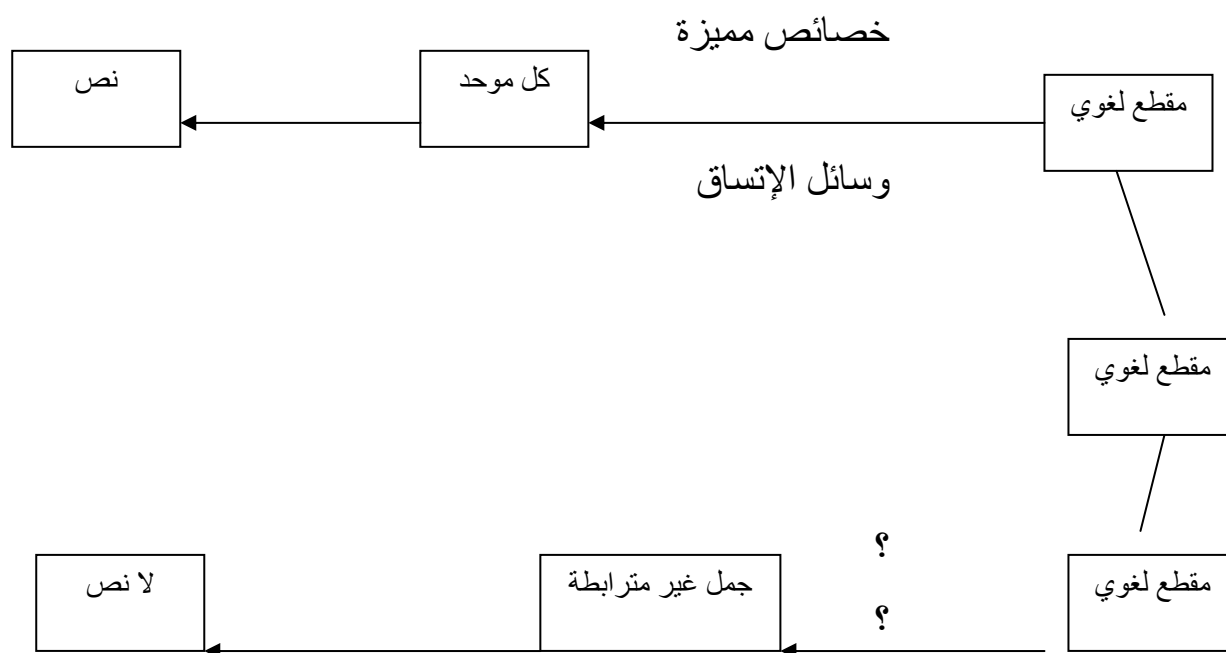 خصائص مميزة
مقطع لغوي
كل موحد
نص
وسائل الإتساق
مقطع لغوي
؟
مقطع لغوي
جمل غير مترابطة
لا نص
؟